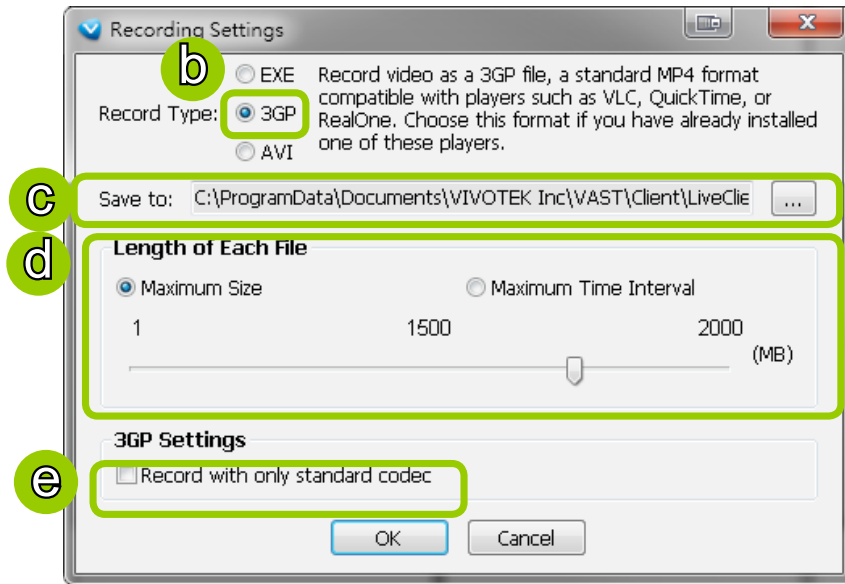 Recording Settings
b
EXE
Record Type:
3GP
AVI
Record video as a 3GP file, a standard MP4 format
compatible with players such as VLC, QuickTime, or
RealOne. Choose this format if you have already installed
one of these players.
c
Save to: C:\ProgramData\Documents\VIVOTEK Inc\VAST\Client\LiveClie ...
d
Length of Each File
Maximum Size Maximum Time Interval
1 1500 2000
(MB)
3GP Settings
e
Record with only standard codec
OK Cancel